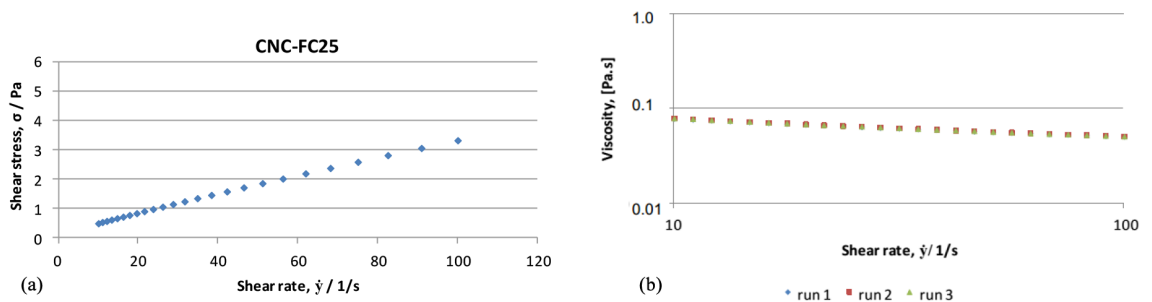 CNC-FC25
Shear stress, σ / Pa
6
5
4
3
2
1
0
0 20 40 60 80 100 120
Shear rate, ẏ / 1/s
(a)
Viscosity, [Pa.s]
1.0
0.1
0.01
10 100
Shear rate, ẏ/ 1/s
run 1 run 2 run 3
(b)